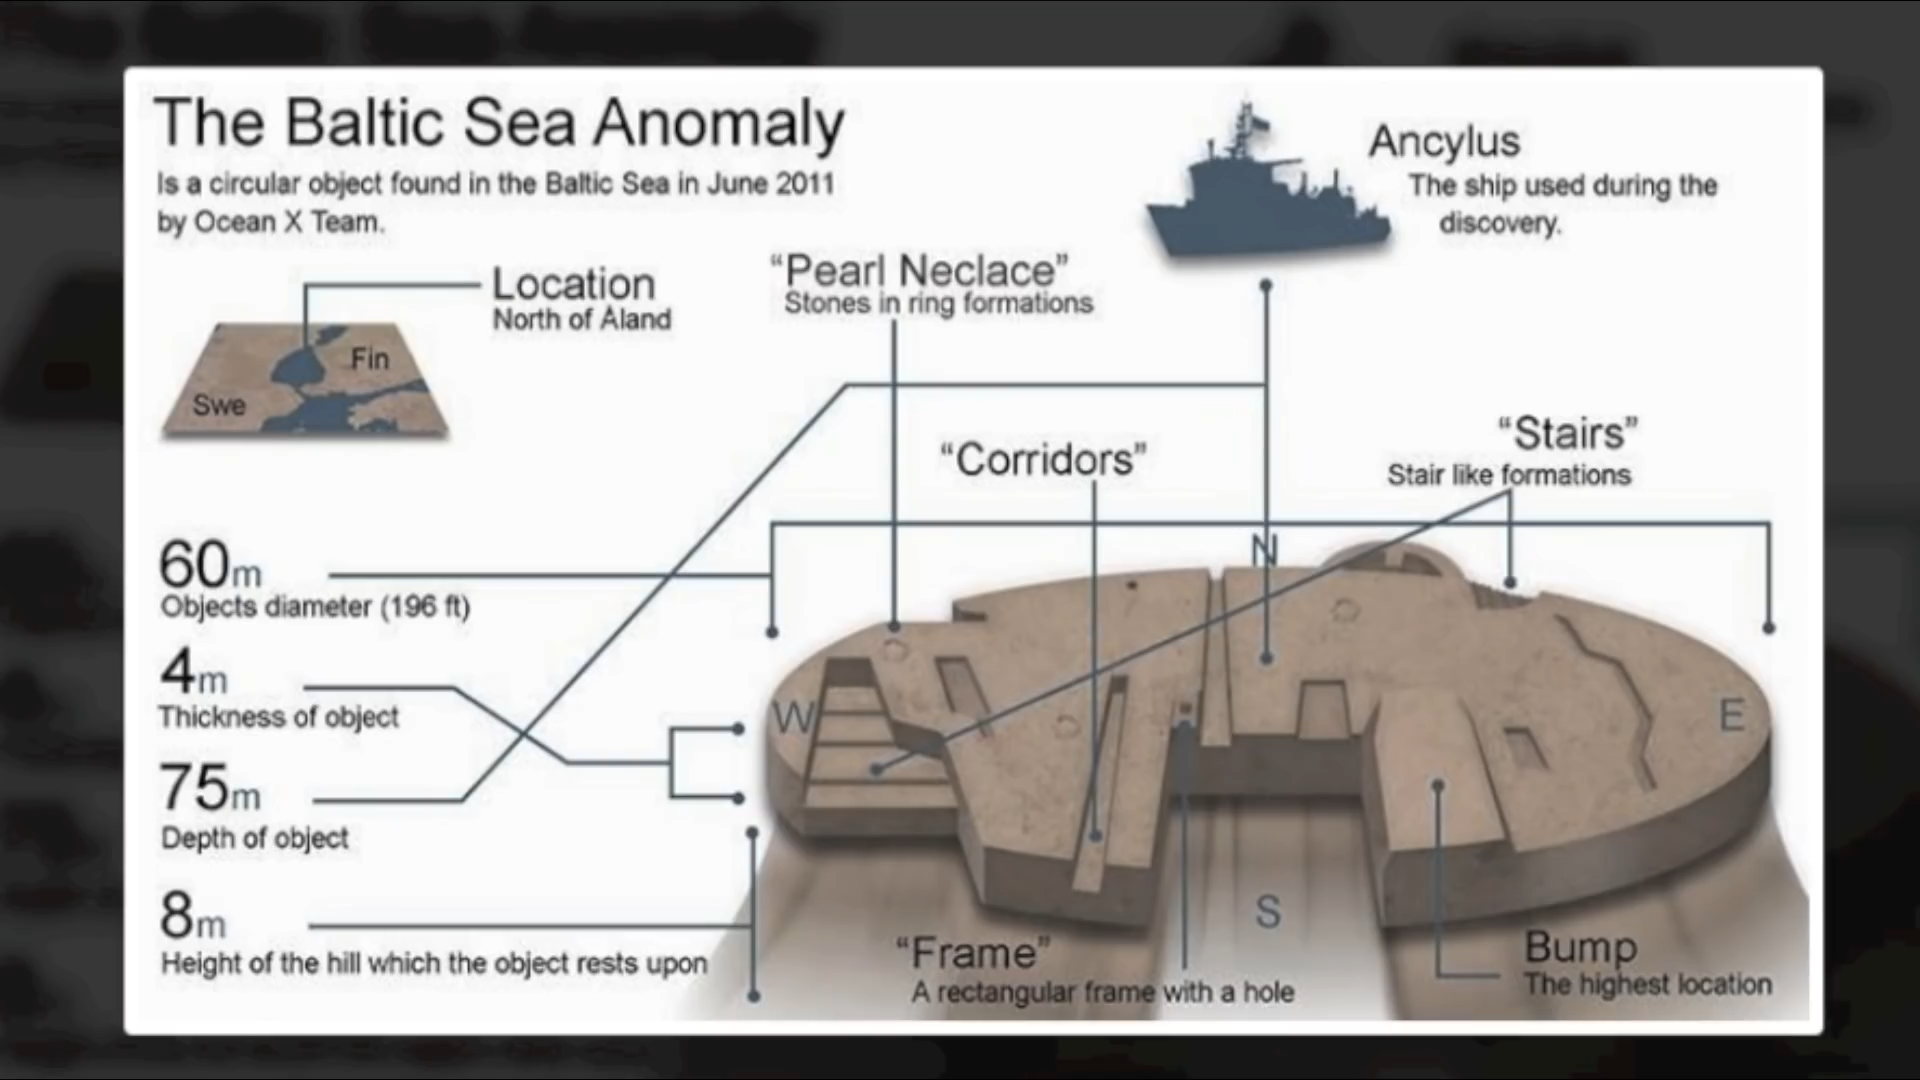 The Baltic Sea Anomaly
Is a circular object found in the Baltic Sea in June 2011
by Ocean X Team.
Ancylus
The ship used during the
discovery.
Location
North of Åland
Fin
Swe
“Pearl Neclace”
Stones in ring formations
“Corridors”
“Stairs”
Stair like formations
60m
Objects diameter (196 ft)
4m
Thickness of object
75m
Depth of object
8m
Height of the hill which the object rests upon
N
W
E
S
“Frame”
A rectangular frame with a hole
Bump
The highest location